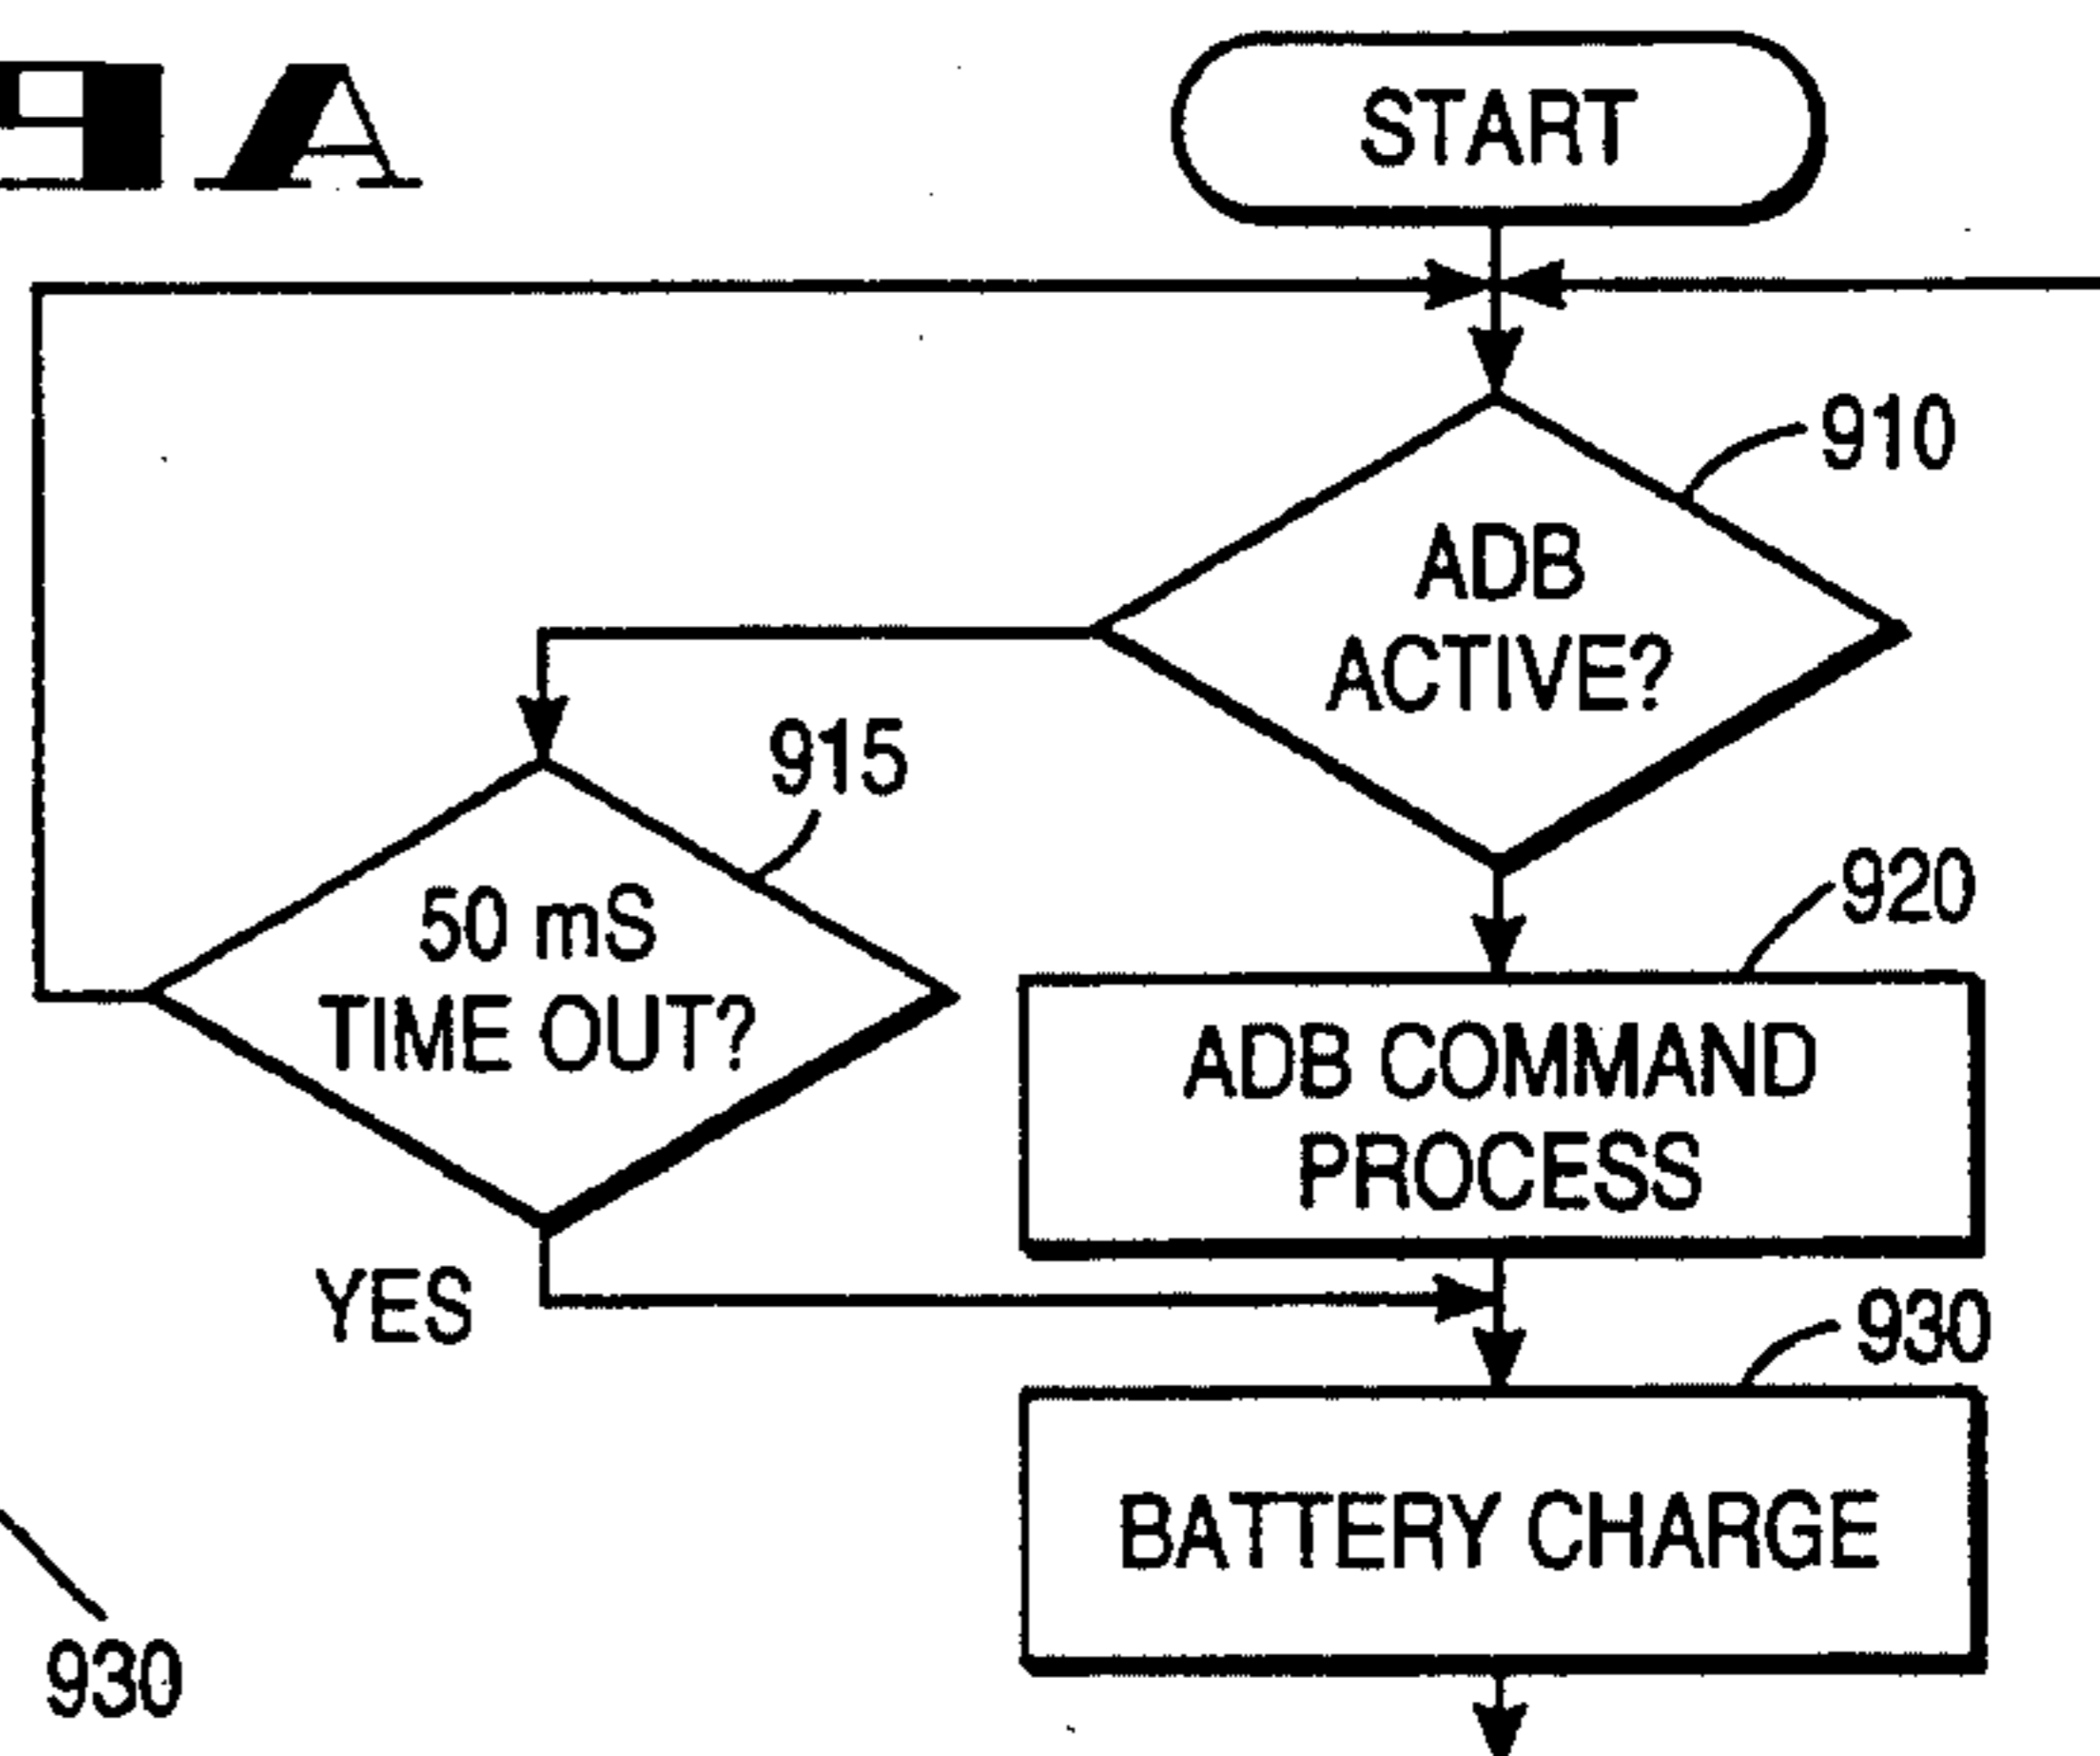 9A
START
910
ADB
ACTIVE?
915
920
50 mS
TIME OUT?
ADB COMMAND
PROCESS
YES
930
BATTERY CHARGE
930